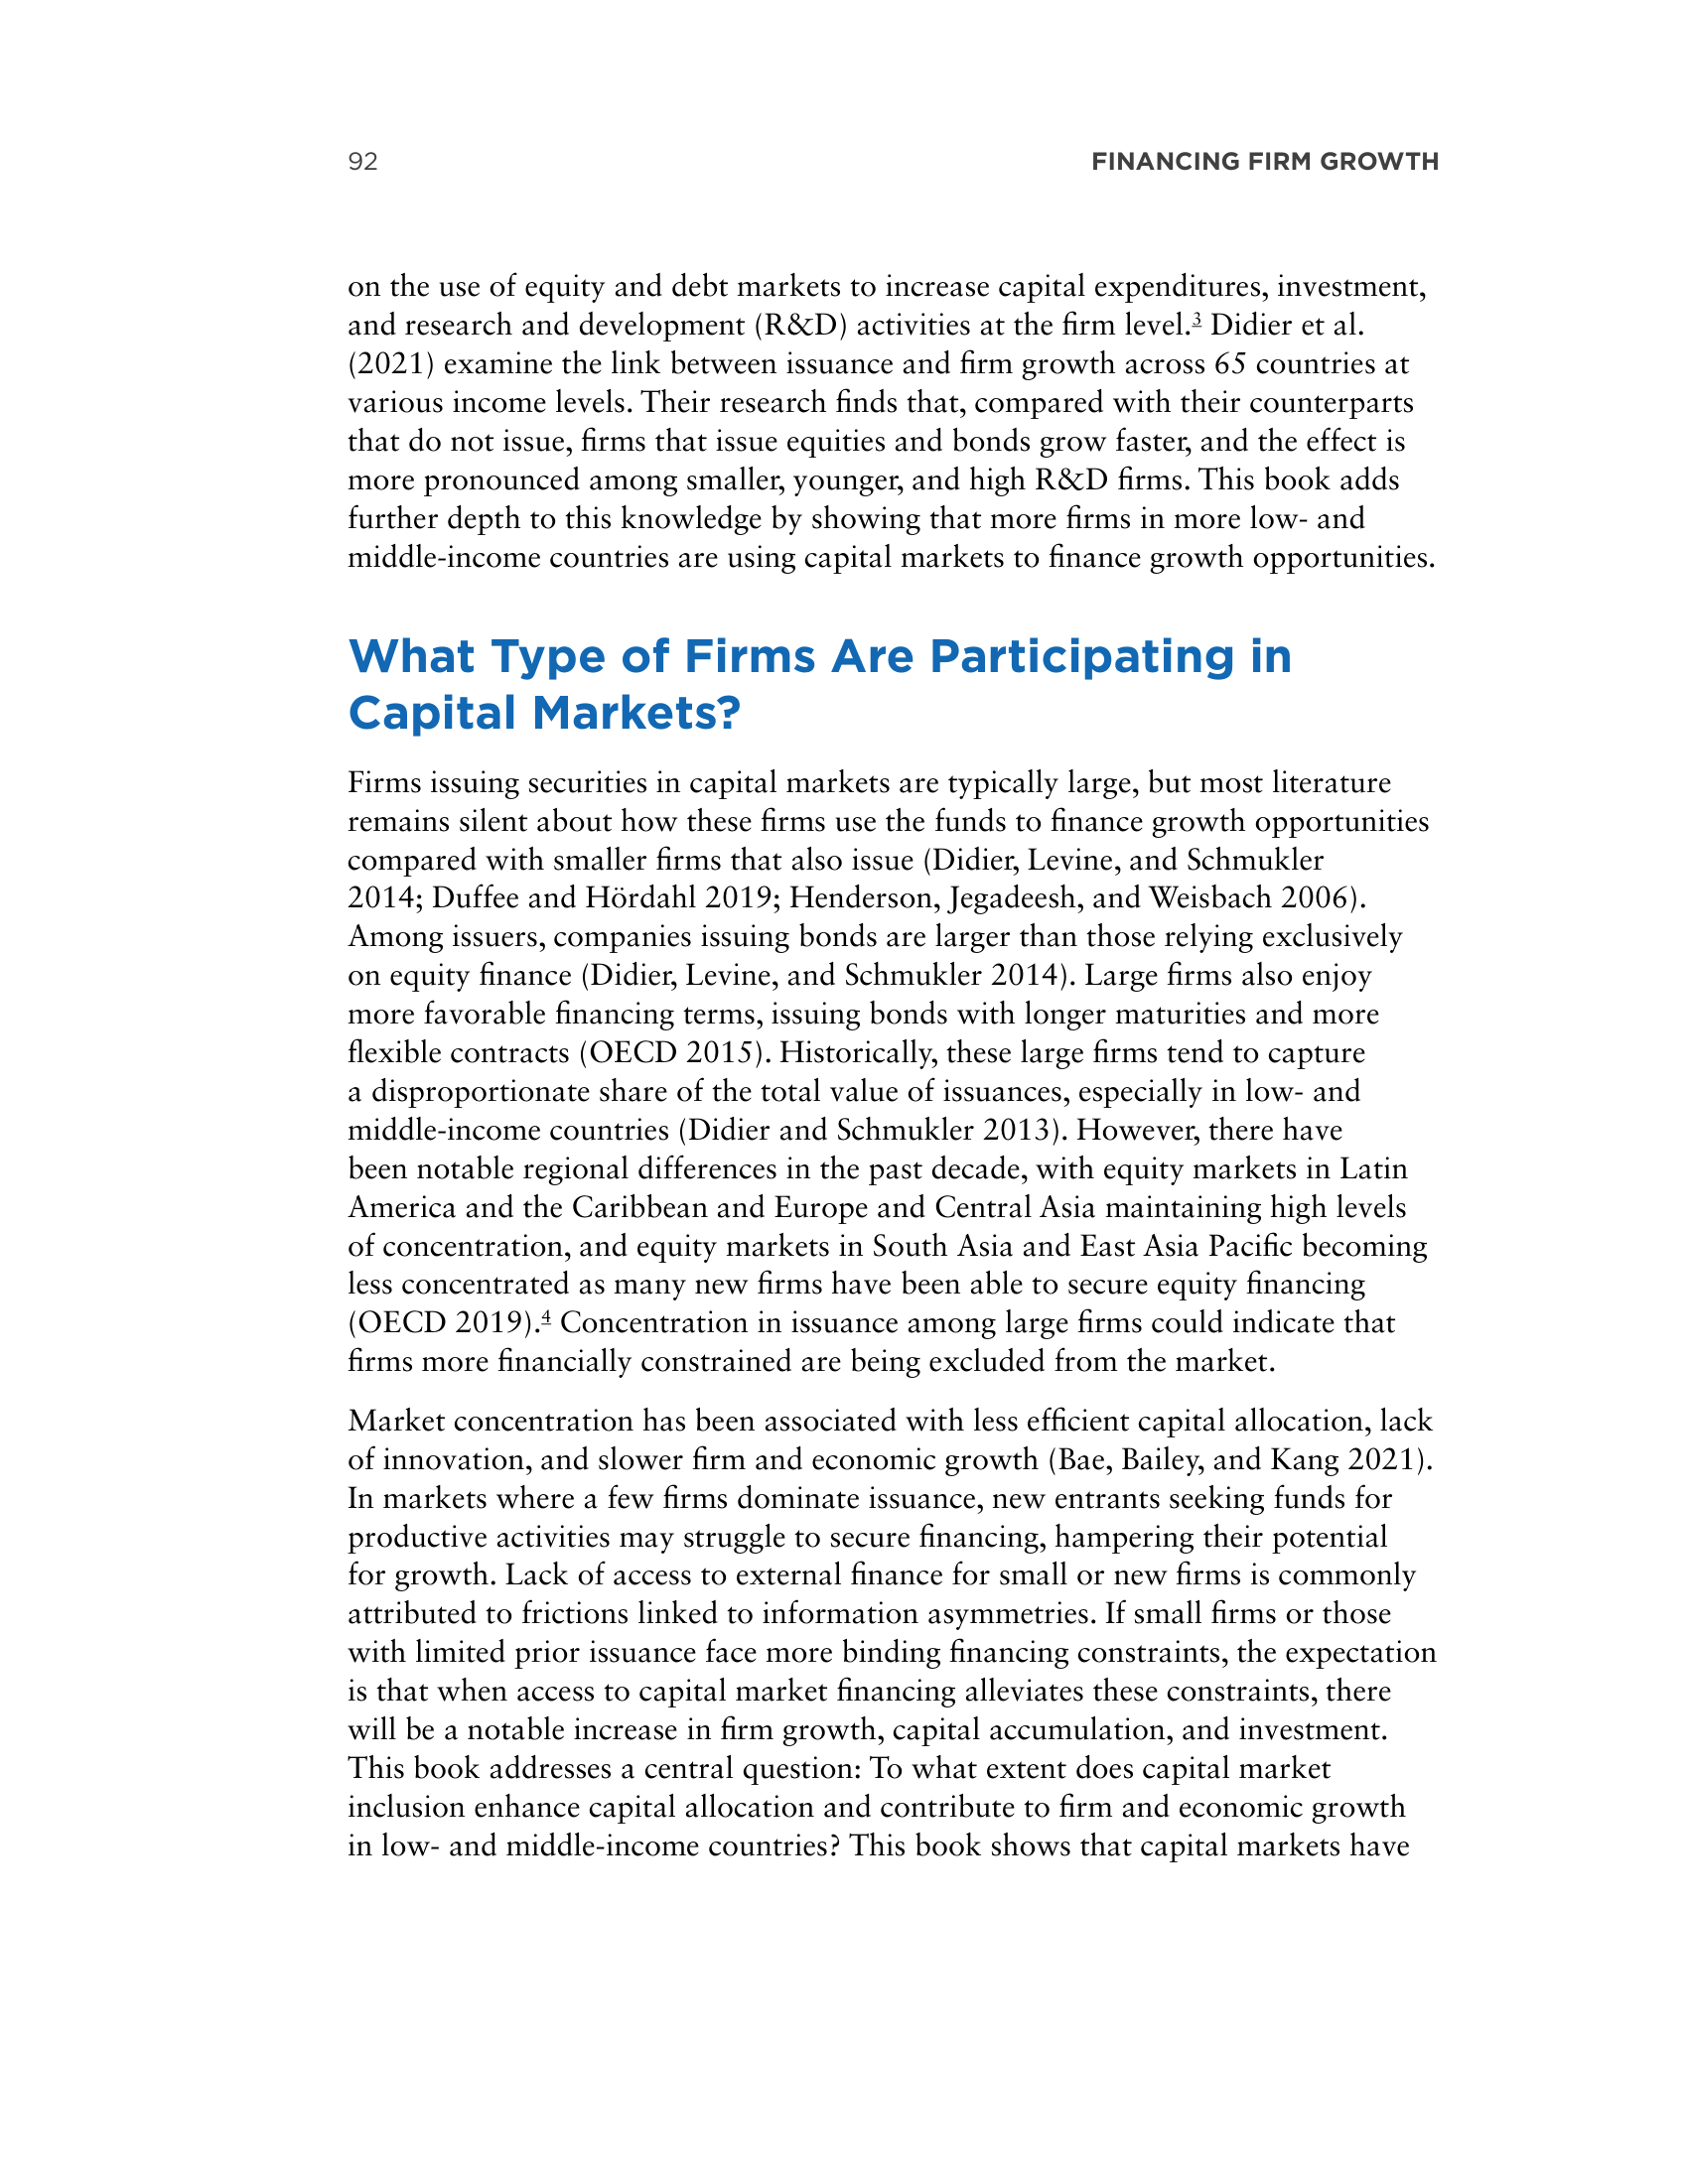 92
FINANCING FIRM GROWTH
on the use of equity and debt markets to increase capital expenditures, investment,
and research and development (R&D) activities at the firm level.3 Didier et al.
(2021) examine the link between issuance and firm growth across 65 countries at
various income levels. Their research finds that, compared with their counterparts
that do not issue, firms that issue equities and bonds grow faster, and the effect is
more pronounced among smaller, younger, and high R&D firms. This book adds
further depth to this knowledge by showing that more firms in more low- and
middle-income countries are using capital markets to finance growth opportunities.
What Type of Firms Are Participating in
Capital Markets?
Firms issuing securities in capital markets are typically large, but most literature
remains silent about how these firms use the funds to finance growth opportunities
compared with smaller firms that also issue (Didier, Levine, and Schmukler
2014; Duffee and Hördahl 2019; Henderson, Jegadeesh, and Weisbach 2006).
Among issuers, companies issuing bonds are larger than those relying exclusively
on equity finance (Didier, Levine, and Schmukler 2014). Large firms also enjoy
more favorable financing terms, issuing bonds with longer maturities and more
flexible contracts (OECD 2015). Historically, these large firms tend to capture
a disproportionate share of the total value of issuances, especially in low- and
middle-income countries (Didier and Schmukler 2013). However, there have
been notable regional differences in the past decade, with equity markets in Latin
America and the Caribbean and Europe and Central Asia maintaining high levels
of concentration, and equity markets in South Asia and East Asia Pacific becoming
less concentrated as many new firms have been able to secure equity financing
(OECD 2019).4 Concentration in issuance among large firms could indicate that
firms more financially constrained are being excluded from the market.
Market concentration has been associated with less efficient capital allocation, lack
of innovation, and slower firm and economic growth (Bae, Bailey, and Kang 2021).
In markets where a few firms dominate issuance, new entrants seeking funds for
productive activities may struggle to secure financing, hampering their potential
for growth. Lack of access to external finance for small or new firms is commonly
attributed to frictions linked to information asymmetries. If small firms or those
with limited prior issuance face more binding financing constraints, the expectation
is that when access to capital market financing alleviates these constraints, there
will be a notable increase in firm growth, capital accumulation, and investment.
This book addresses a central question: To what extent does capital market
inclusion enhance capital allocation and contribute to firm and economic growth
in low- and middle-income countries? This book shows that capital markets have